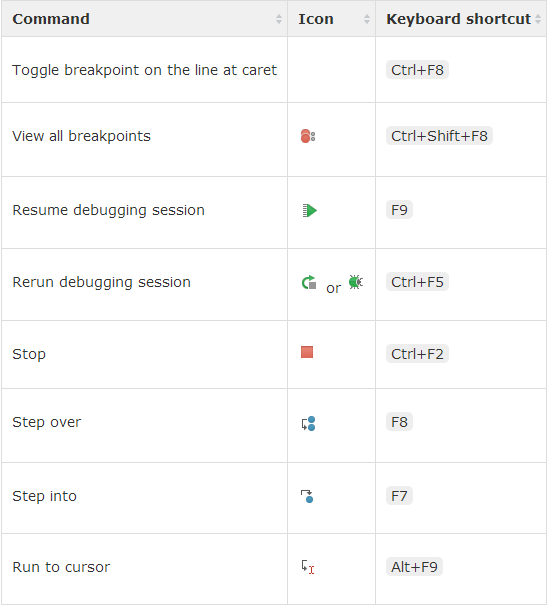 Command Icon Keyboard shortcut
Toggle breakpoint on the line at caret Ctrl+F8
View all breakpoints Ctrl+Shift+F8
Resume debugging session F9
Rerun debugging session or Ctrl+F5
Stop Ctrl+F2
Step over F8
Step into F7
Run to cursor Alt+F9